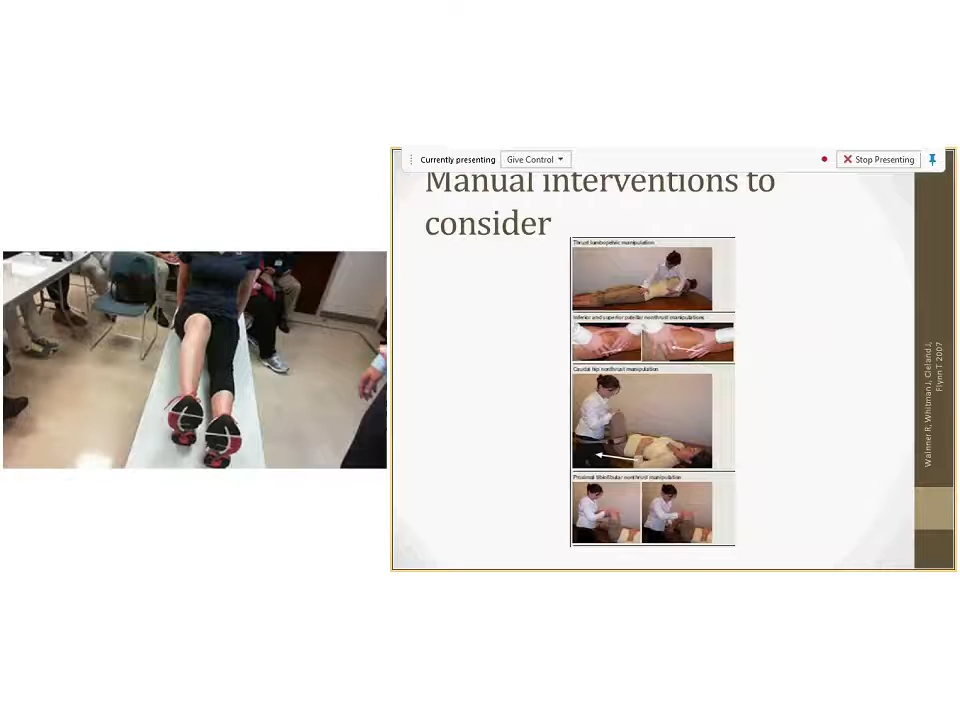 Currently presenting
Give Control
Stop Presenting
Manual interventions to
consider
Thrust lumbopelvic manipulation
Inferior and superior patellar nonthrust manipulations
Caudal hip nonthrust manipulation
Proximal tibiofibular nonthrust manipulation
Wainner R, Whitman J, Cleland J,
Flynn T 2007